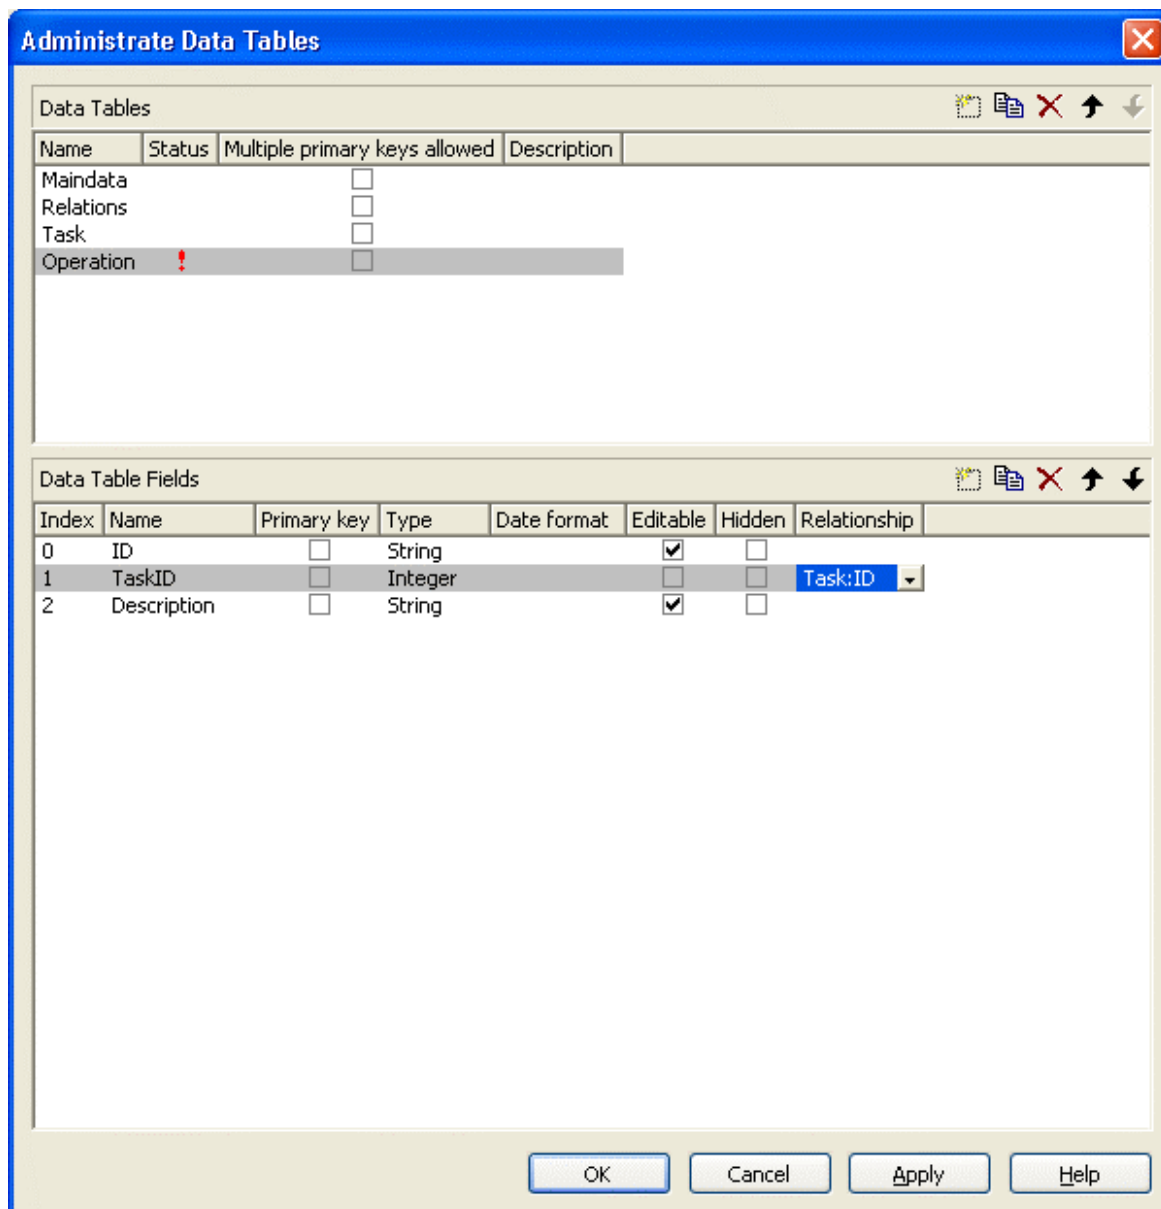 Administrate Data Tables
Data Tables
Name Status Multiple primary keys allowed Description
Maindata
Relations
Task
Operation !
Data Table Fields
Index Name Primary key Type Date format Editable Hidden Relationship
0 ID String
1 TaskID Integer Task:ID
2 Description String
OK Cancel Apply Help